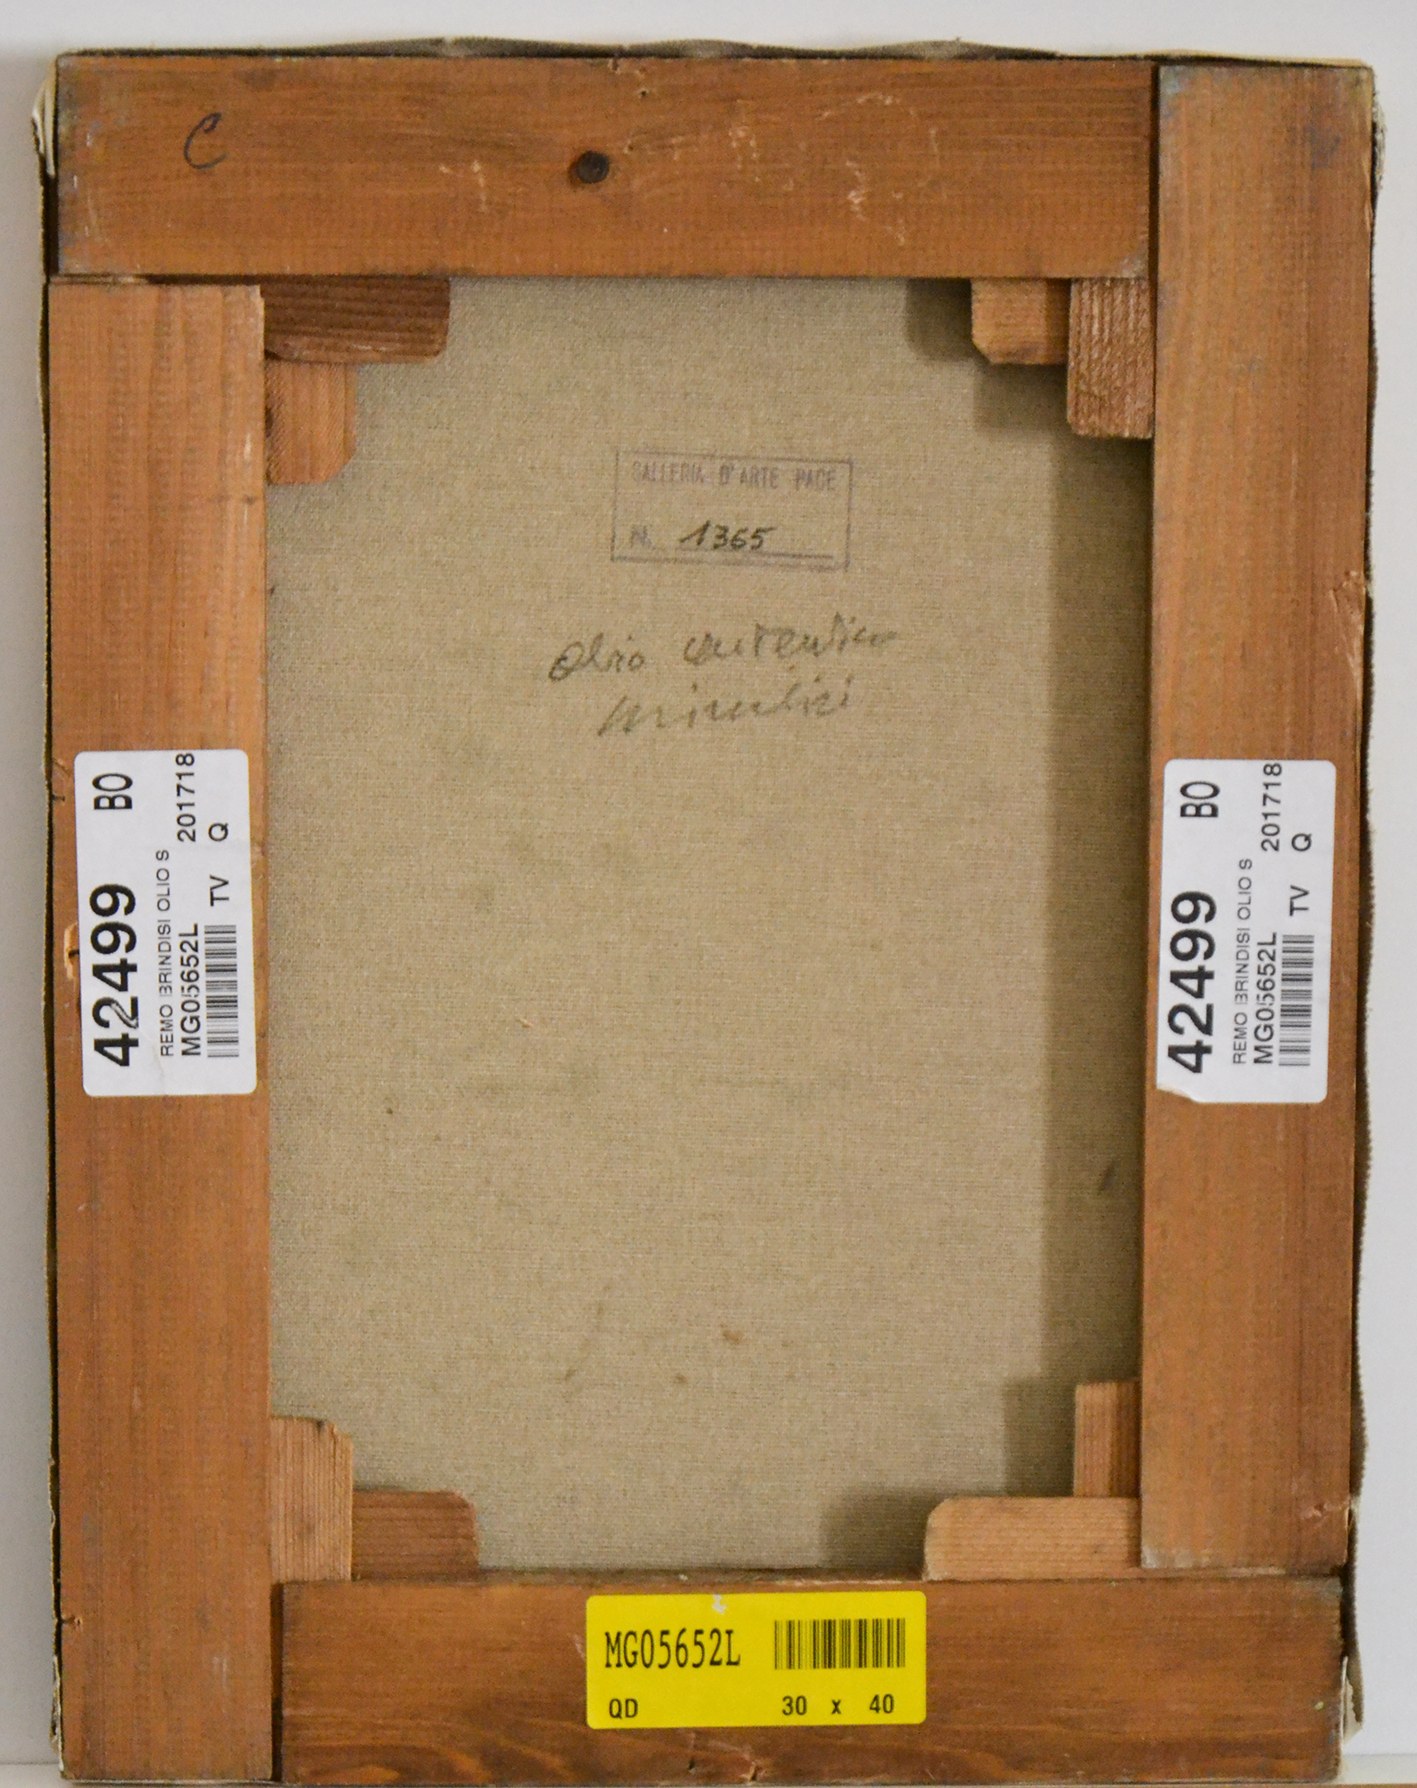 C
GALLERIA D'ARTE PACE
N. 1365
Olio autentico
42499 BO
REMO BRINDISI OLIO S
MG05652L 201718
TV Q
42499 BO
REMO BRINDISI OLIO S
MG05652L 201718
TV Q
MG05652L
QD 30 x 40